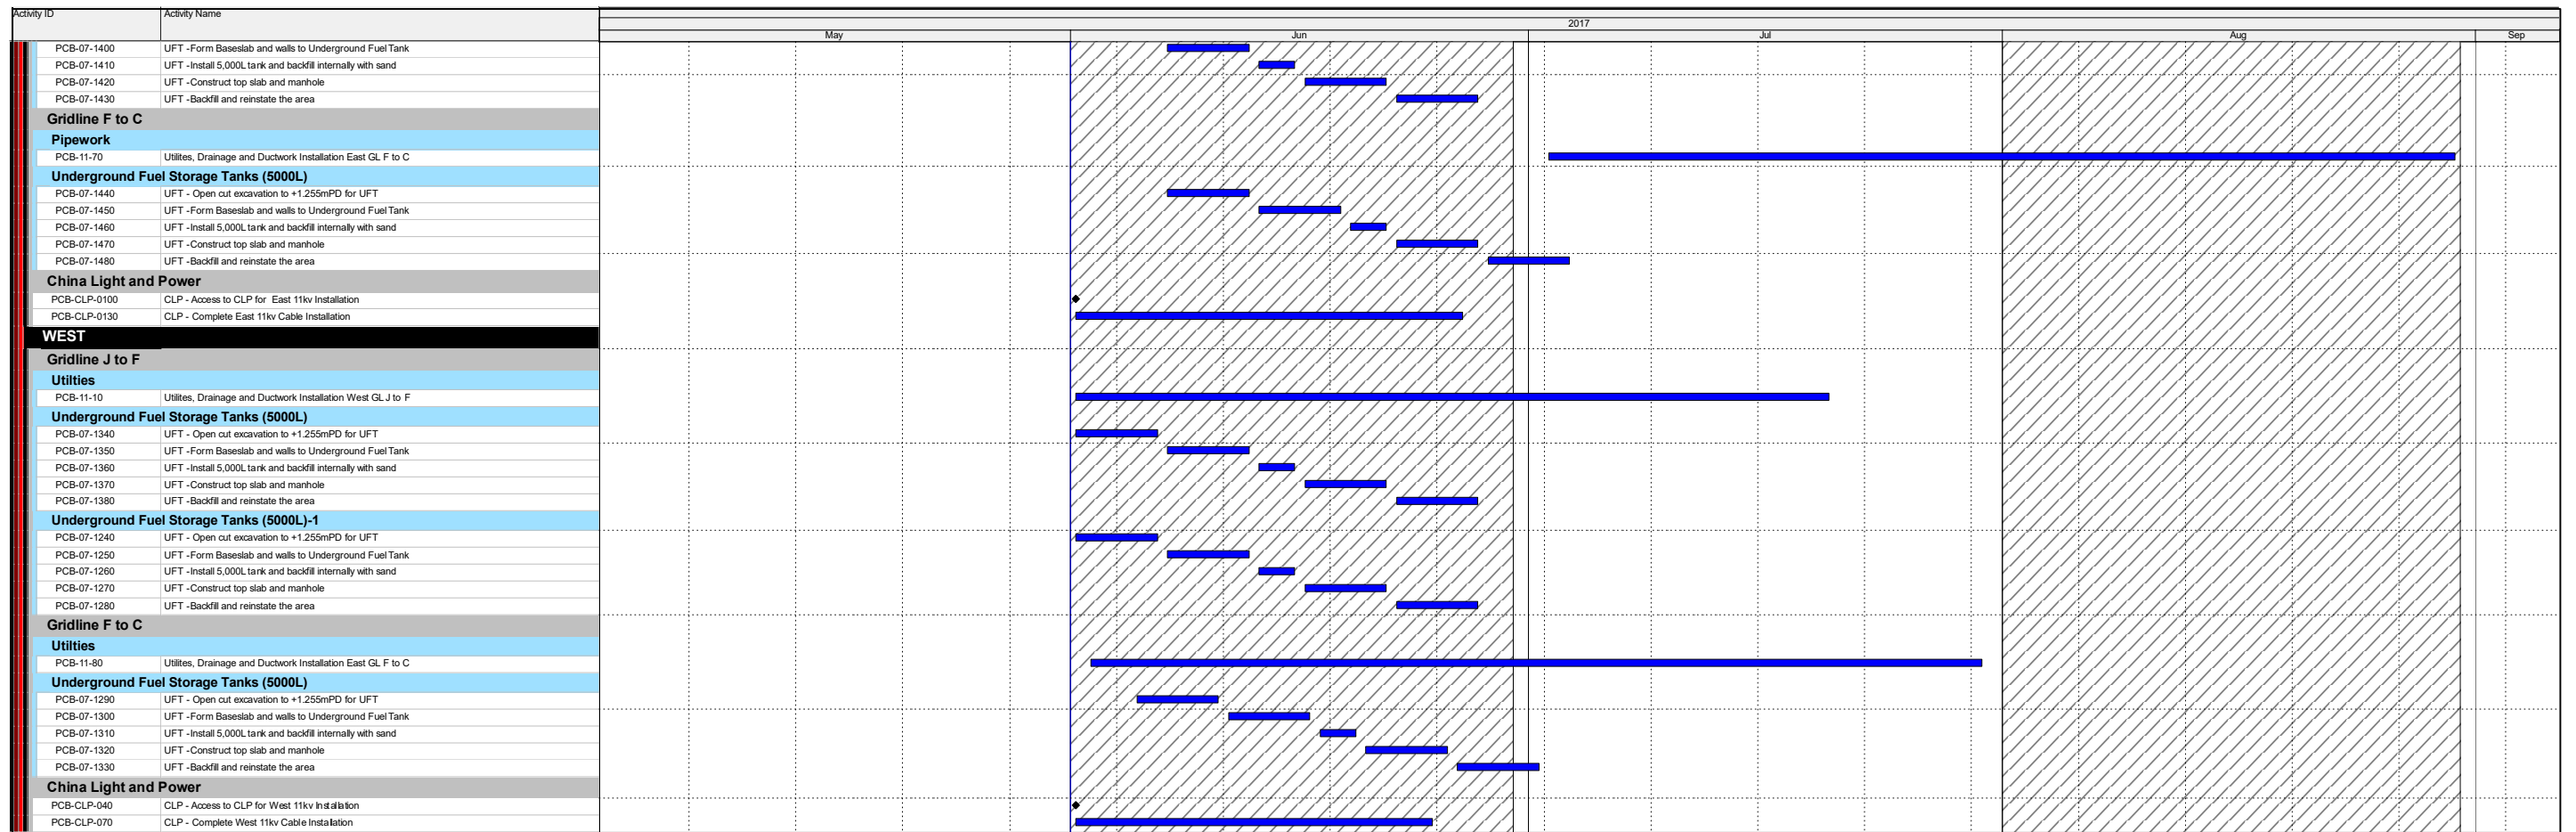 Activity ID Activity Name
2017
May Jun Jul Aug Sep
PCB-07-1400 UFT -Form Baseslab and walls to Underground Fuel Tank
PCB-07-1410 UFT -Install 5,000L tank and backfill internally with sand
PCB-07-1420 UFT -Construct top slab and manhole
PCB-07-1430 UFT -Backfill and reinstate the area
Gridline F to C
Pipework
PCB-11-70 Utilites, Drainage and Ductwork Installation East GL F to C
Underground Fuel Storage Tanks (5000L)
PCB-07-1440 UFT - Open cut excavation to +1.255mPD for UFT
PCB-07-1450 UFT -Form Baseslab and walls to Underground Fuel Tank
PCB-07-1460 UFT -Install 5,000L tank and backfill internally with sand
PCB-07-1470 UFT -Construct top slab and manhole
PCB-07-1480 UFT -Backfill and reinstate the area
China Light and Power
PCB-CLP-0100 CLP - Access to CLP for East 11kv Installation
PCB-CLP-0130 CLP - Complete East 11kv Cable Installation
WEST
Gridline J to F
Utilties
PCB-11-10 Utilites, Drainage and Ductwork Installation West GL J to F
Underground Fuel Storage Tanks (5000L)
PCB-07-1340 UFT - Open cut excavation to +1.255mPD for UFT
PCB-07-1350 UFT -Form Baseslab and walls to Underground Fuel Tank
PCB-07-1360 UFT -Install 5,000L tank and backfill internally with sand
PCB-07-1370 UFT -Construct top slab and manhole
PCB-07-1380 UFT -Backfill and reinstate the area
Underground Fuel Storage Tanks (5000L)-1
PCB-07-1240 UFT - Open cut excavation to +1.255mPD for UFT
PCB-07-1250 UFT -Form Baseslab and walls to Underground Fuel Tank
PCB-07-1260 UFT -Install 5,000L tank and backfill internally with sand
PCB-07-1270 UFT -Construct top slab and manhole
PCB-07-1280 UFT -Backfill and reinstate the area
Gridline F to C
Utilties
PCB-11-80 Utilites, Drainage and Ductwork Installation East GL F to C
Underground Fuel Storage Tanks (5000L)
PCB-07-1290 UFT - Open cut excavation to +1.255mPD for UFT
PCB-07-1300 UFT -Form Baseslab and walls to Underground Fuel Tank
PCB-07-1310 UFT -Install 5,000L tank and backfill internally with sand
PCB-07-1320 UFT -Construct top slab and manhole
PCB-07-1330 UFT -Backfill and reinstate the area
China Light and Power
PCB-CLP-040 CLP - Access to CLP for West 11kv Installation
PCB-CLP-070 CLP - Complete West 11kv Cable Installation